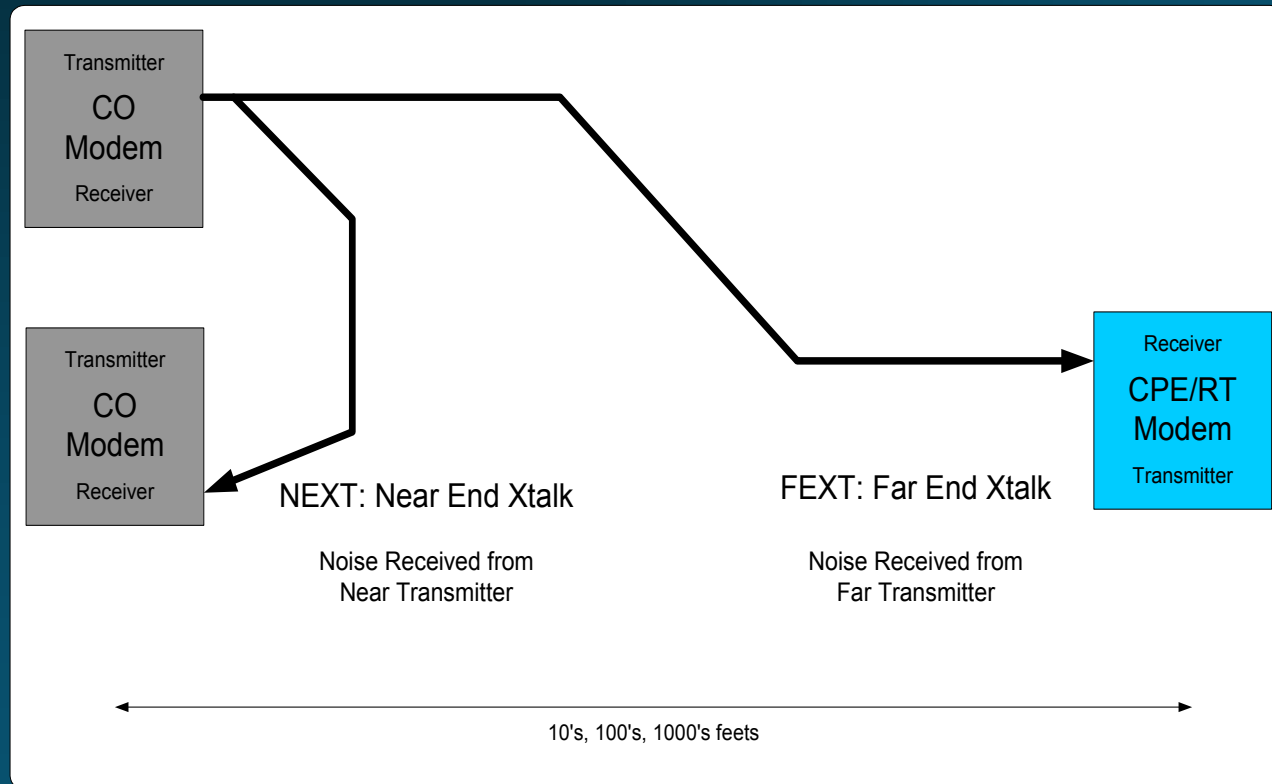 Transmitter
CO
Modem
Receiver
Transmitter
CO
Modem
Receiver
Receiver
CPE/RT
Modem
Transmitter
NEXT: Near End Xtalk
Noise Received from
Near Transmitter
FEXT: Far End Xtalk
Noise Received from
Far Transmitter
10's, 100's, 1000's feets